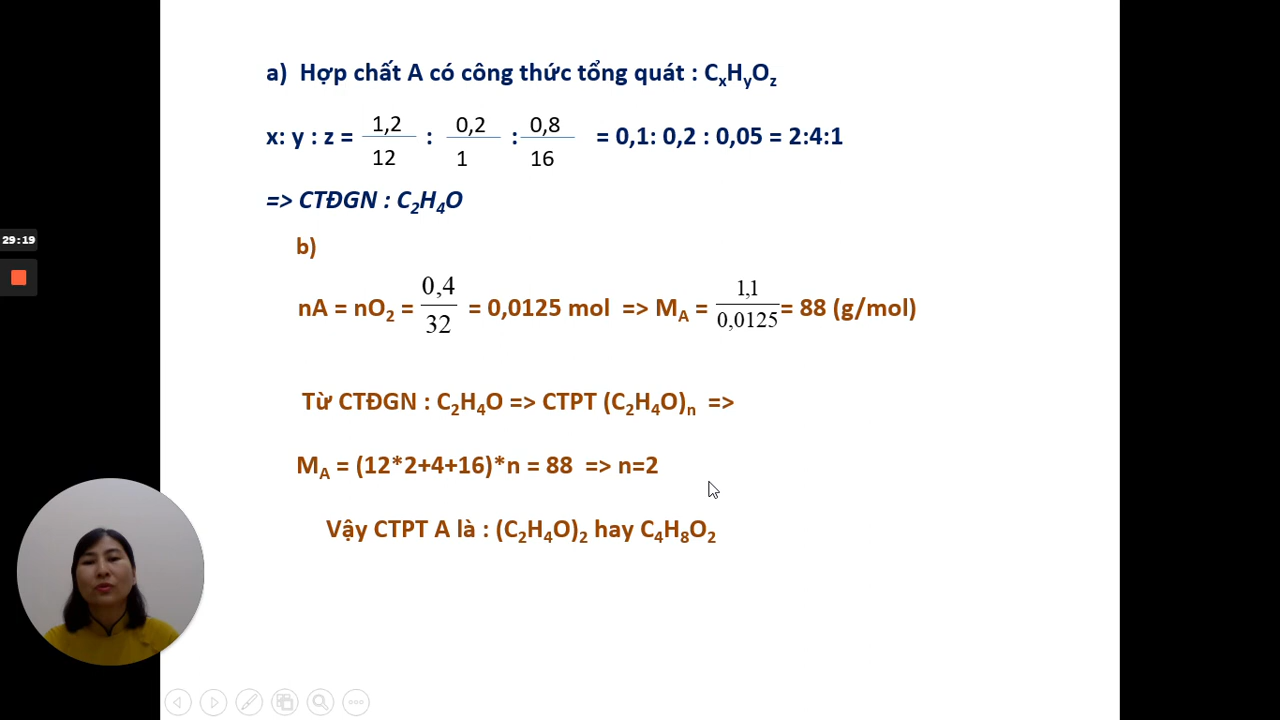 a) Hợp chất A có công thức tổng quát : CxHyOz
x: y : z = 1,2/12 : 0,2/1 : 0,8/16 = 0,1: 0,2 : 0,05 = 2:4:1
=> CTĐGN : C2H4O
b)
nA = nO2 = 0,4/32 = 0,0125 mol => MA = 1,1/0,0125 = 88 (g/mol)
29:19
Từ CTĐGN : C2H4O => CTPT (C2H4O)n =>
MA = (12*2+4+16)*n = 88 => n=2
Vậy CTPT A là : (C2H4O)2 hay C4H8O2